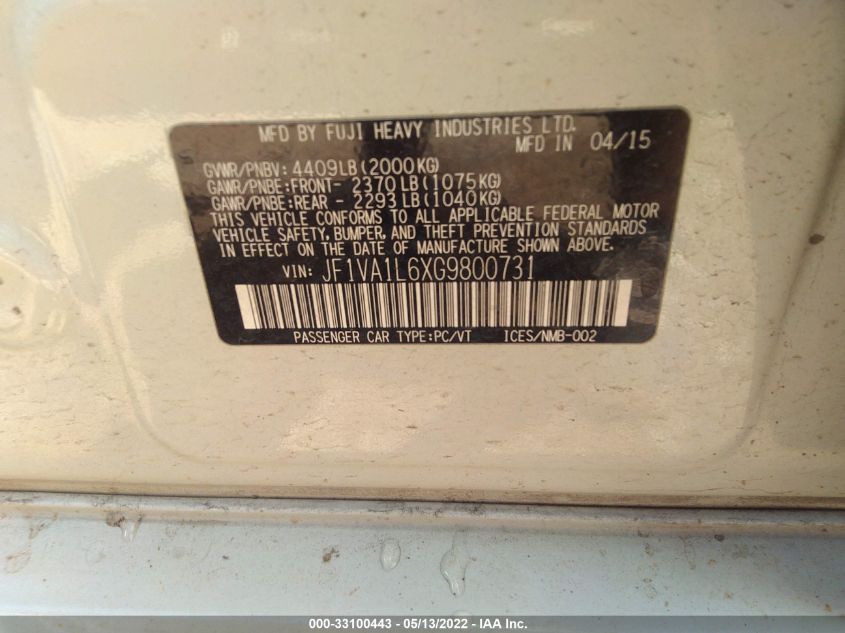 MFD BY FUJI HEAVY INDUSTRIES LTD.
MFD IN 04/15
GVWR/PNBV: 4409LB(2000KG)
GAWR/PNBE:FRONT- 2370LB(1075KG)
GAWR/PNBE:REAR - 2293LB(1040KG)
THIS VEHICLE CONFORMS TO ALL APPLICABLE FEDERAL MOTOR
VEHICLE SAFETY, BUMPER, AND THEFT PREVENTION STANDARDS
IN EFFECT ON THE DATE OF MANUFACTURE SHOWN ABOVE.
VIN: JF1VA1L6XG9800731
PASSENGER CAR TYPE:PC/VT ICES/NMB-002
000-33100443 - 05/13/2022 - IAA Inc.